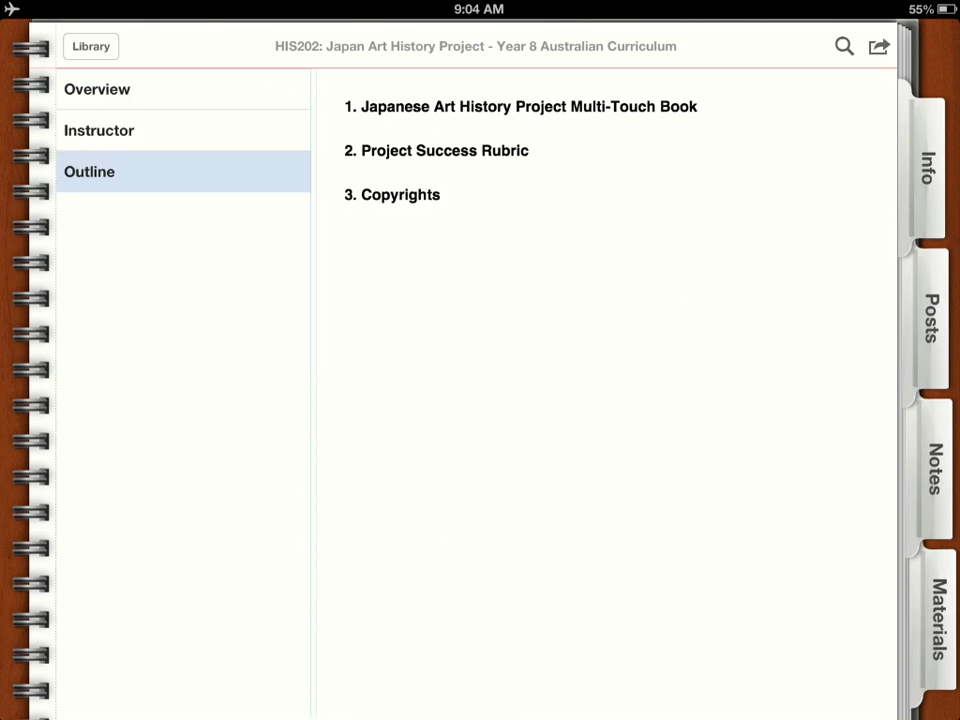 9:04 AM
55%
Library
HIS202: Japan Art History Project - Year 8 Australian Curriculum
Overview
Instructor
Outline
1. Japanese Art History Project Multi-Touch Book
2. Project Success Rubric
3. Copyrights
Info
Posts
Notes
Materials